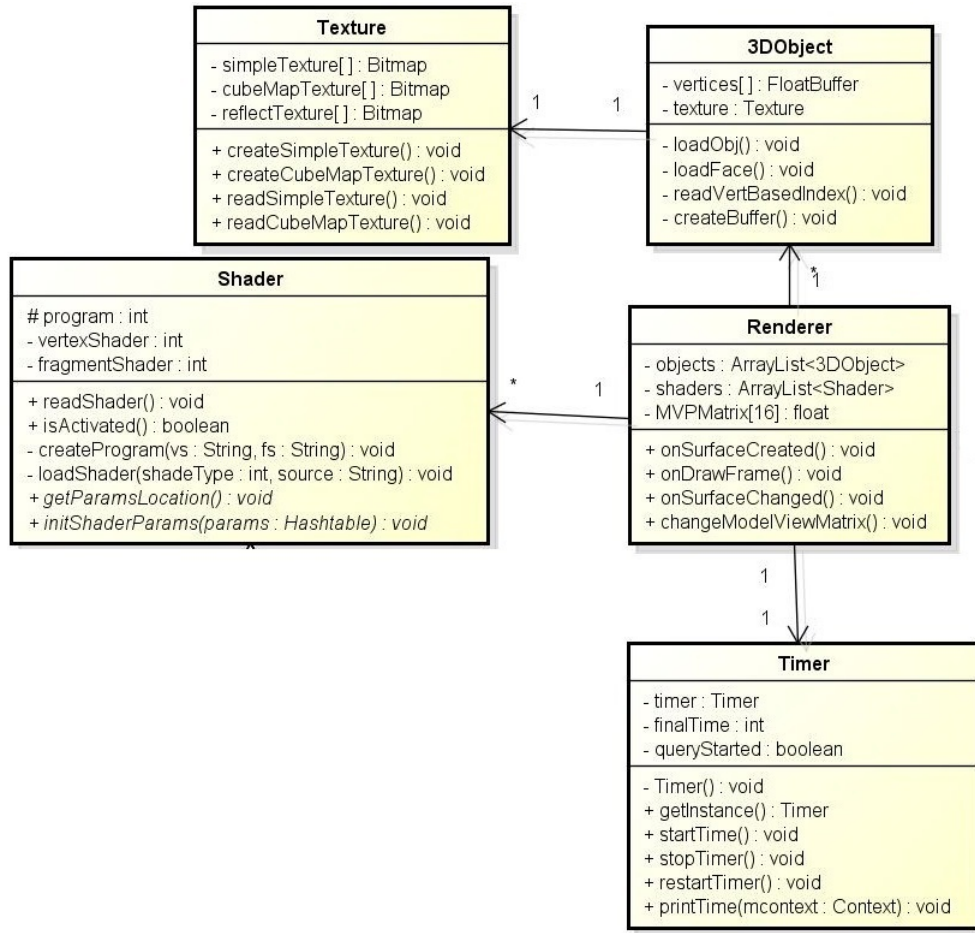 Texture
- simpleTexture[ ] : Bitmap
- cubeMapTexture[ ] : Bitmap
- reflectTexture[ ] : Bitmap
+ createSimpleTexture() : void
+ createCubeMapTexture() : void
+ readSimpleTexture() : void
+ readCubeMapTexture() : void
1
1
3DObject
- vertices[ ] : FloatBuffer
- texture : Texture
- loadObj() : void
- loadFace() : void
- readVertBasedIndex() : void
- createBuffer() : void
*
1
Shader
# program : int
- vertexShader : int
- fragmentShader : int
+ readShader() : void
+ isActivated() : boolean
- createProgram(vs : String, fs : String) : void
- loadShader(shadeType : int, source : String) : void
+ getParamsLocation() : void
+ initShaderParams(params : Hashtable) : void
*
1
Renderer
- objects : ArrayList<3DObject>
- shaders : ArrayList<Shader>
- MVPMatrix[16] : float
+ onSurfaceCreated() : void
+ onDrawFrame() : void
+ onSurfaceChanged() : void
+ changeModelViewMatrix() : void
1
1
Timer
- timer : Timer
- finalTime : int
- queryStarted : boolean
- Timer() : void
+ getInstance() : Timer
+ startTime() : void
+ stopTimer() : void
+ restartTimer() : void
+ printTime(mcontext : Context) : void